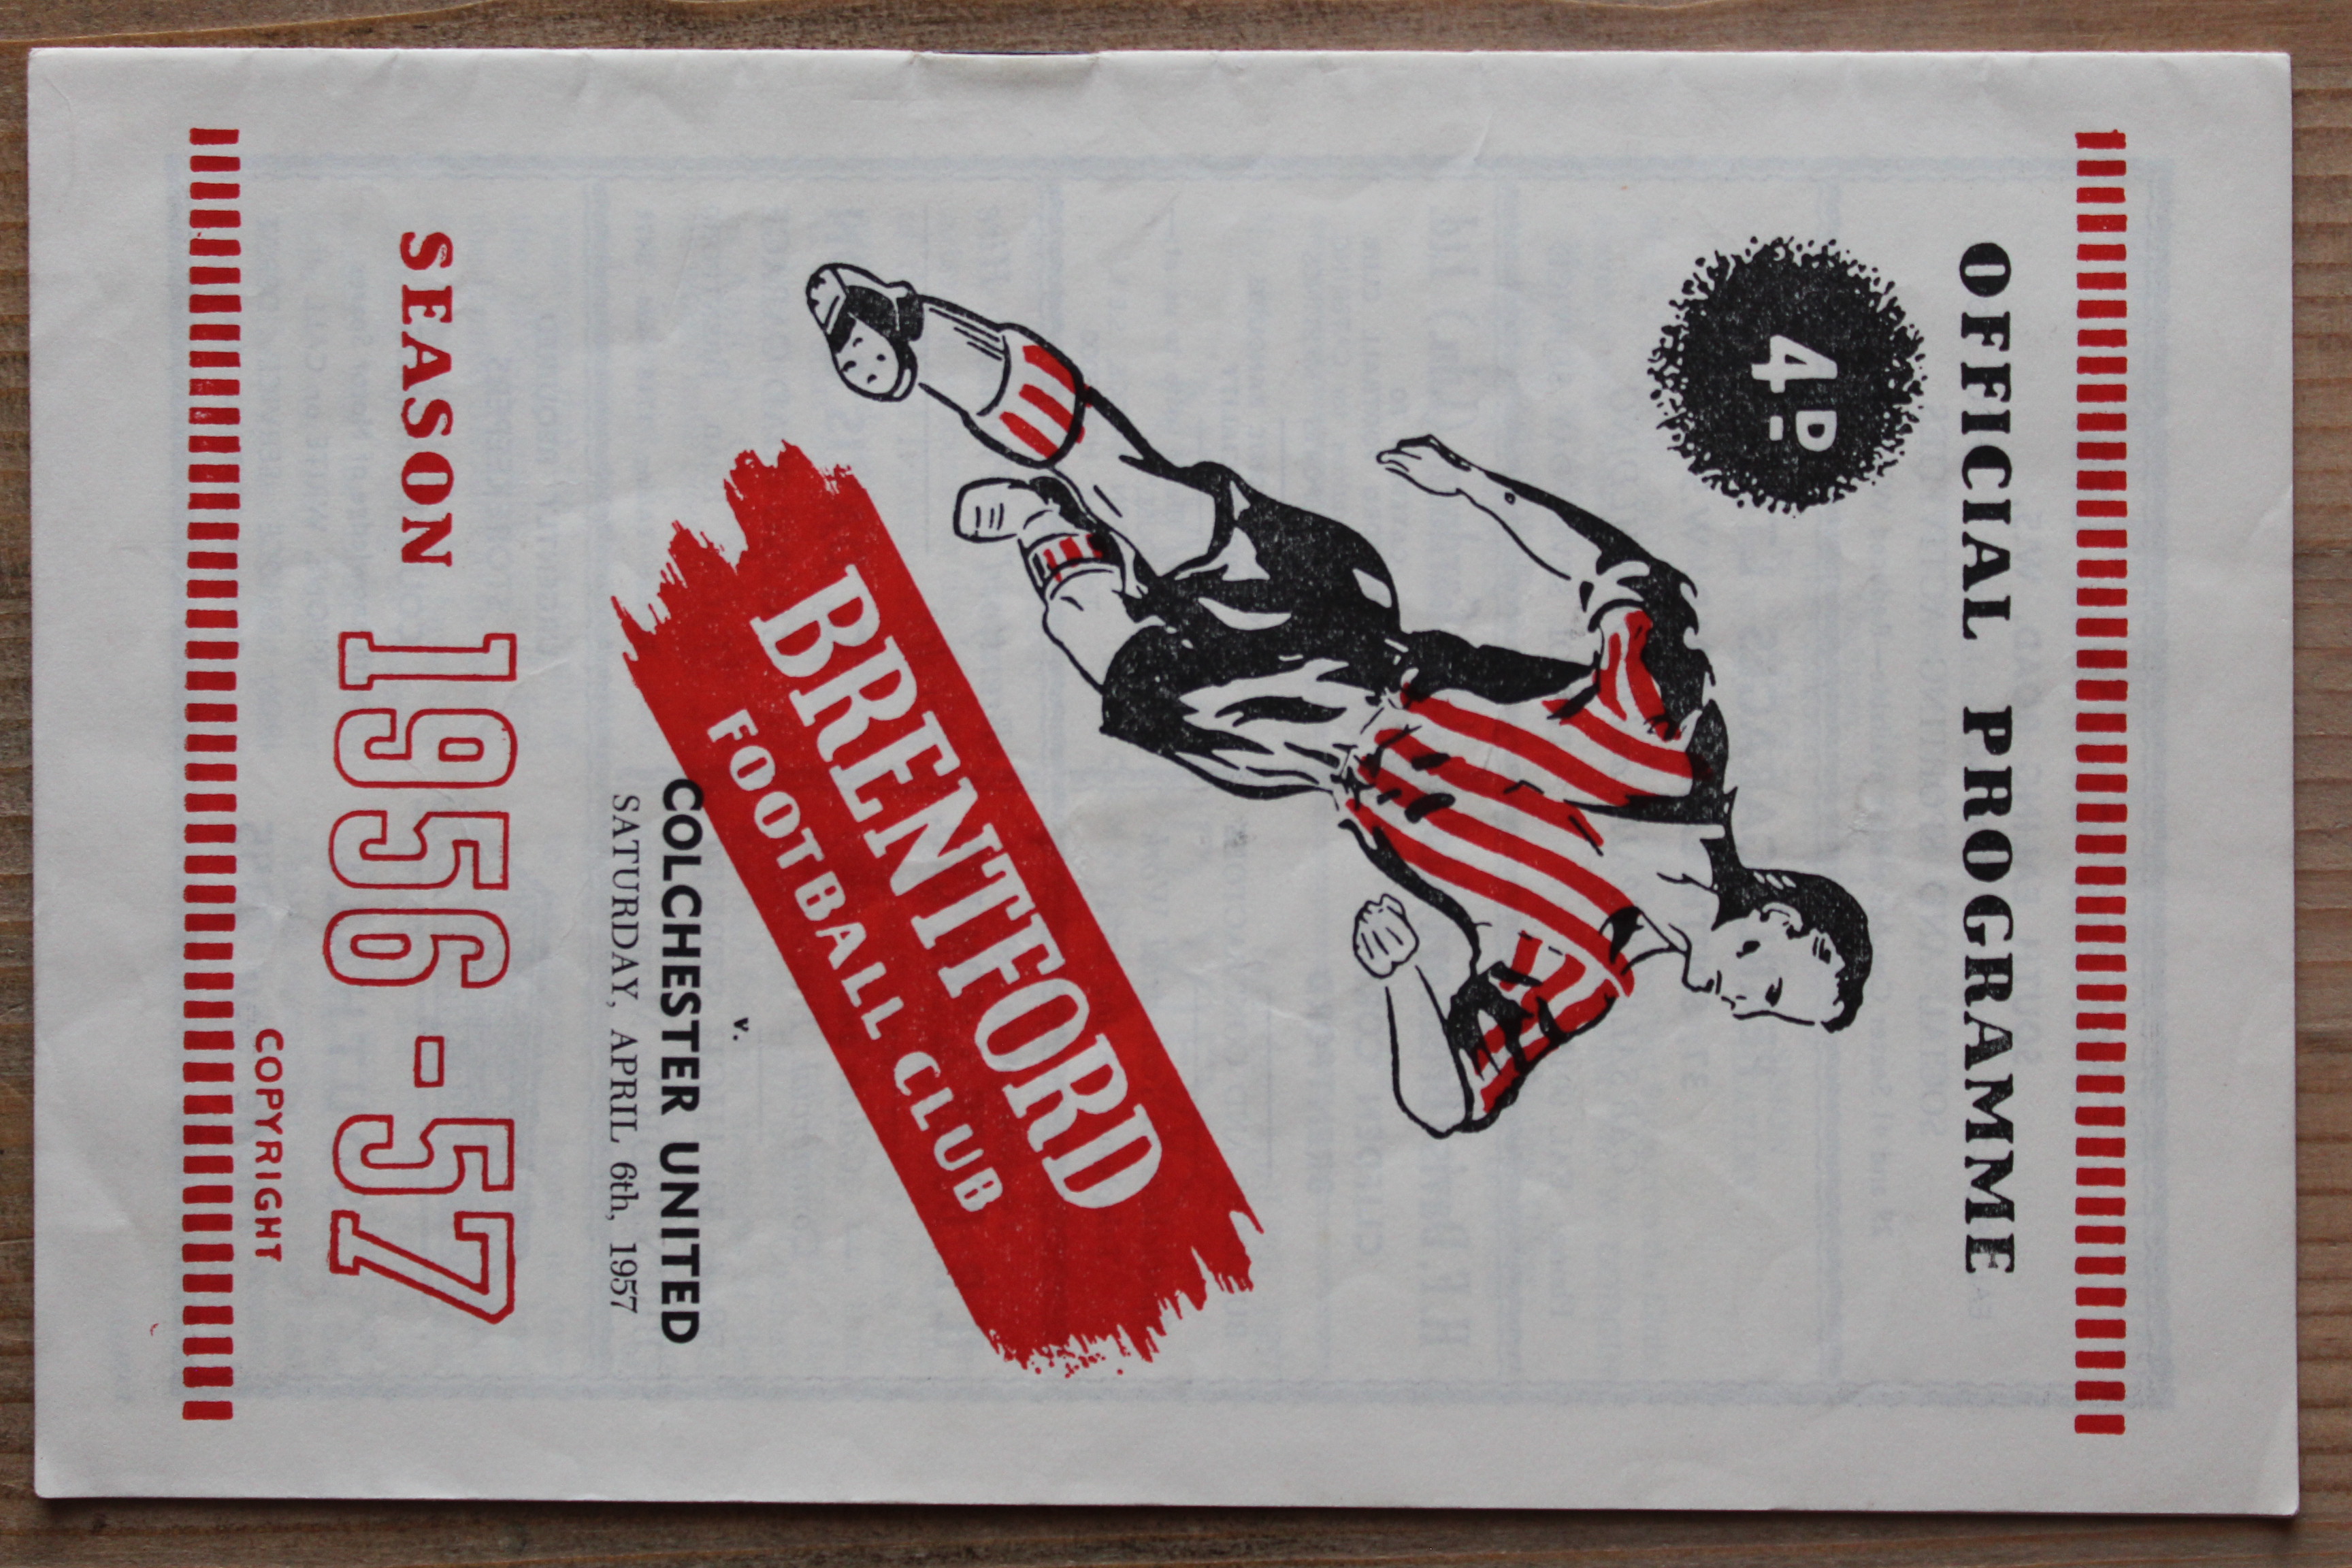 OFFICIAL PROGRAMME
4D
BRENTFORD
FOOTBALL CLUB
v.
COLCHESTER UNITED
SATURDAY, APRIL 6th, 1957
SEASON 1956-57
COPYRIGHT